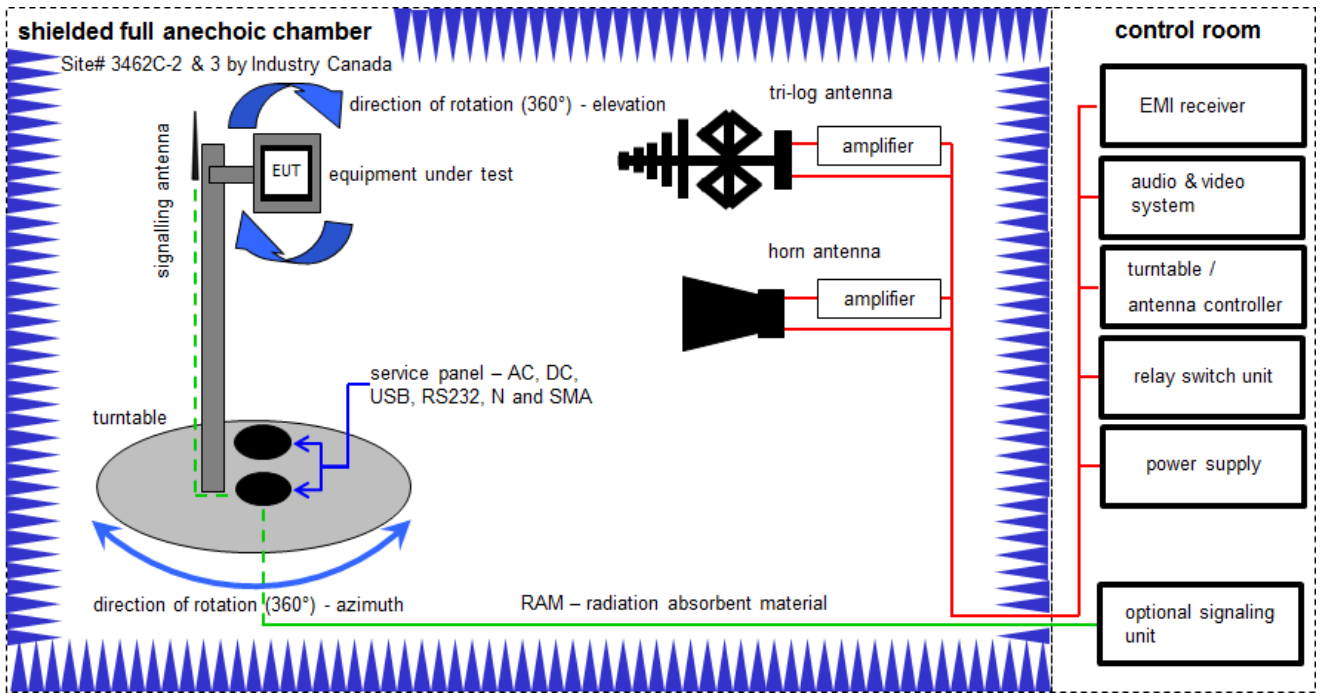 shielded full anechoic chamber
Site# 3462C-2 & 3 by Industry Canada
direction of rotation (360°) - elevation
signalling antenna
EUT
equipment under test
tri-log antenna
amplifier
horn antenna
amplifier
service panel – AC, DC,
USB, RS232, N and SMA
turntable
direction of rotation (360°) - azimuth
RAM – radiation absorbent material
control room
EMI receiver
audio & video
system
turntable /
antenna controller
relay switch unit
power supply
optional signaling
unit